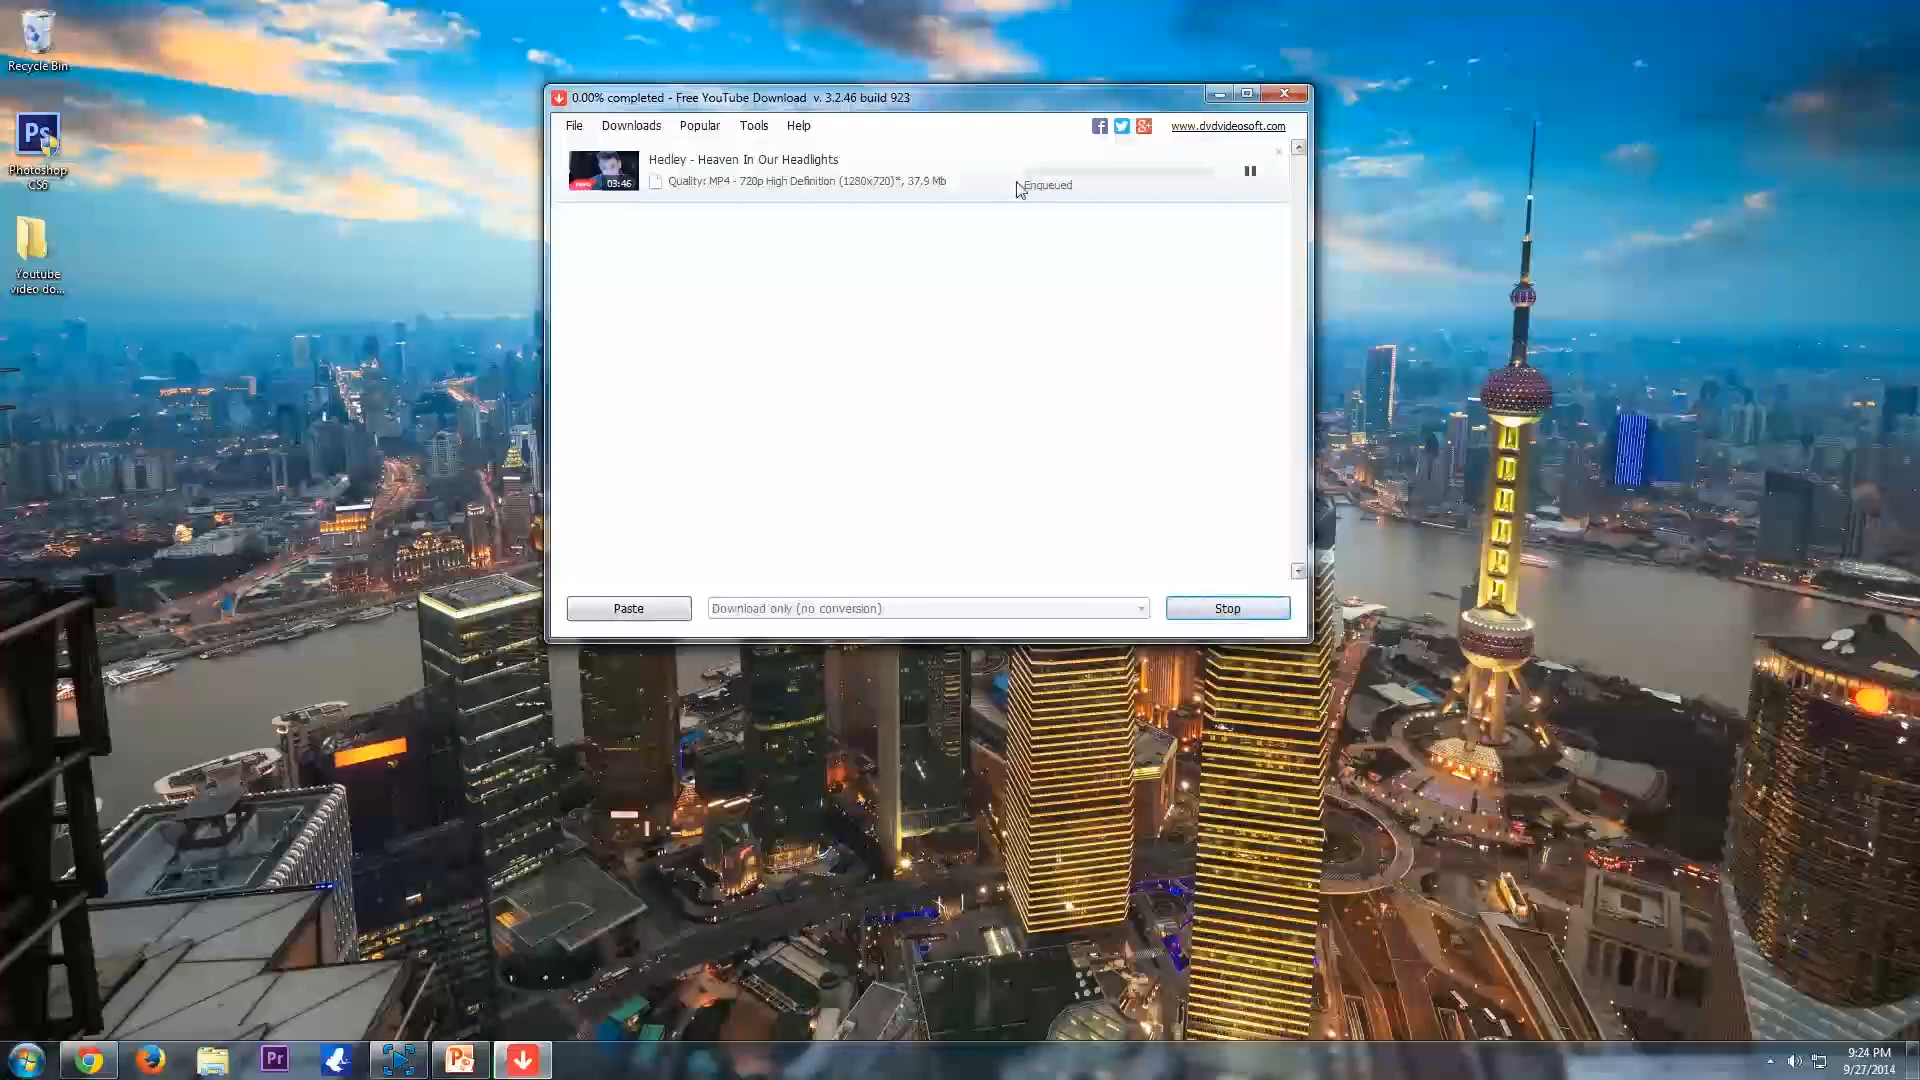 Recycle Bin
Ps
Photoshop
CS6
Youtube
video do...
0.00% completed - Free YouTube Download v. 3.2.46 build 923
File Downloads Popular Tools Help
www.dvdvideosoft.com
Hedley - Heaven In Our Headlights
03:46
Quality: MP4 - 720p High Definition (1280x720)*, 37.9 Mb
Enqueued
Paste
Download only (no conversion)
Stop
Pr
9:24 PM
9/27/2014